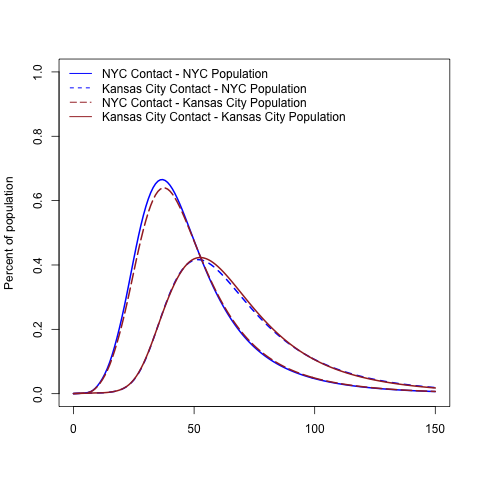 NYC Contact - NYC Population
Kansas City Contact - NYC Population
NYC Contact - Kansas City Population
Kansas City Contact - Kansas City Population
Percent of population
1.0
0.8
0.6
0.4
0.2
0.0
0 50 100 150